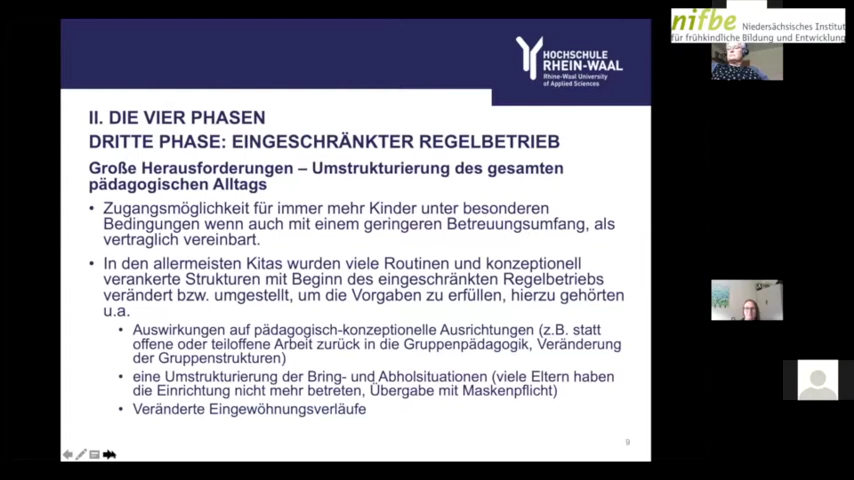 nifbe Niedersächsisches Institut
für frühkindliche Bildung und Entwicklung
HOCHSCHULE
RHEIN-WAAL
Rhine-Waal University
of Applied Sciences
II. DIE VIER PHASEN
DRITTE PHASE: EINGESCHRÄNKTER REGELBETRIEB
Große Herausforderungen – Umstrukturierung des gesamten
pädagogischen Alltags
• Zugangsmöglichkeit für immer mehr Kinder unter besonderen
Bedingungen wenn auch mit einem geringeren Betreuungsumfang, als
vertraglich vereinbart.
• In den allermeisten Kitas wurden viele Routinen und konzeptionell
verankerte Strukturen mit Beginn des eingeschränkten Regelbetriebs
verändert bzw. umgestellt, um die Vorgaben zu erfüllen, hierzu gehörten
u.a.
• Auswirkungen auf pädagogisch-konzeptionelle Ausrichtungen (z.B. statt
offene oder teiloffene Arbeit zurück in die Gruppenpädagogik, Veränderung
der Gruppenstrukturen)
• eine Umstrukturierung der Bring- und Abholsituationen (viele Eltern haben
die Einrichtung nicht mehr betreten, Übergabe mit Maskenpflicht)
• Veränderte Eingewöhnungsverläufe
9